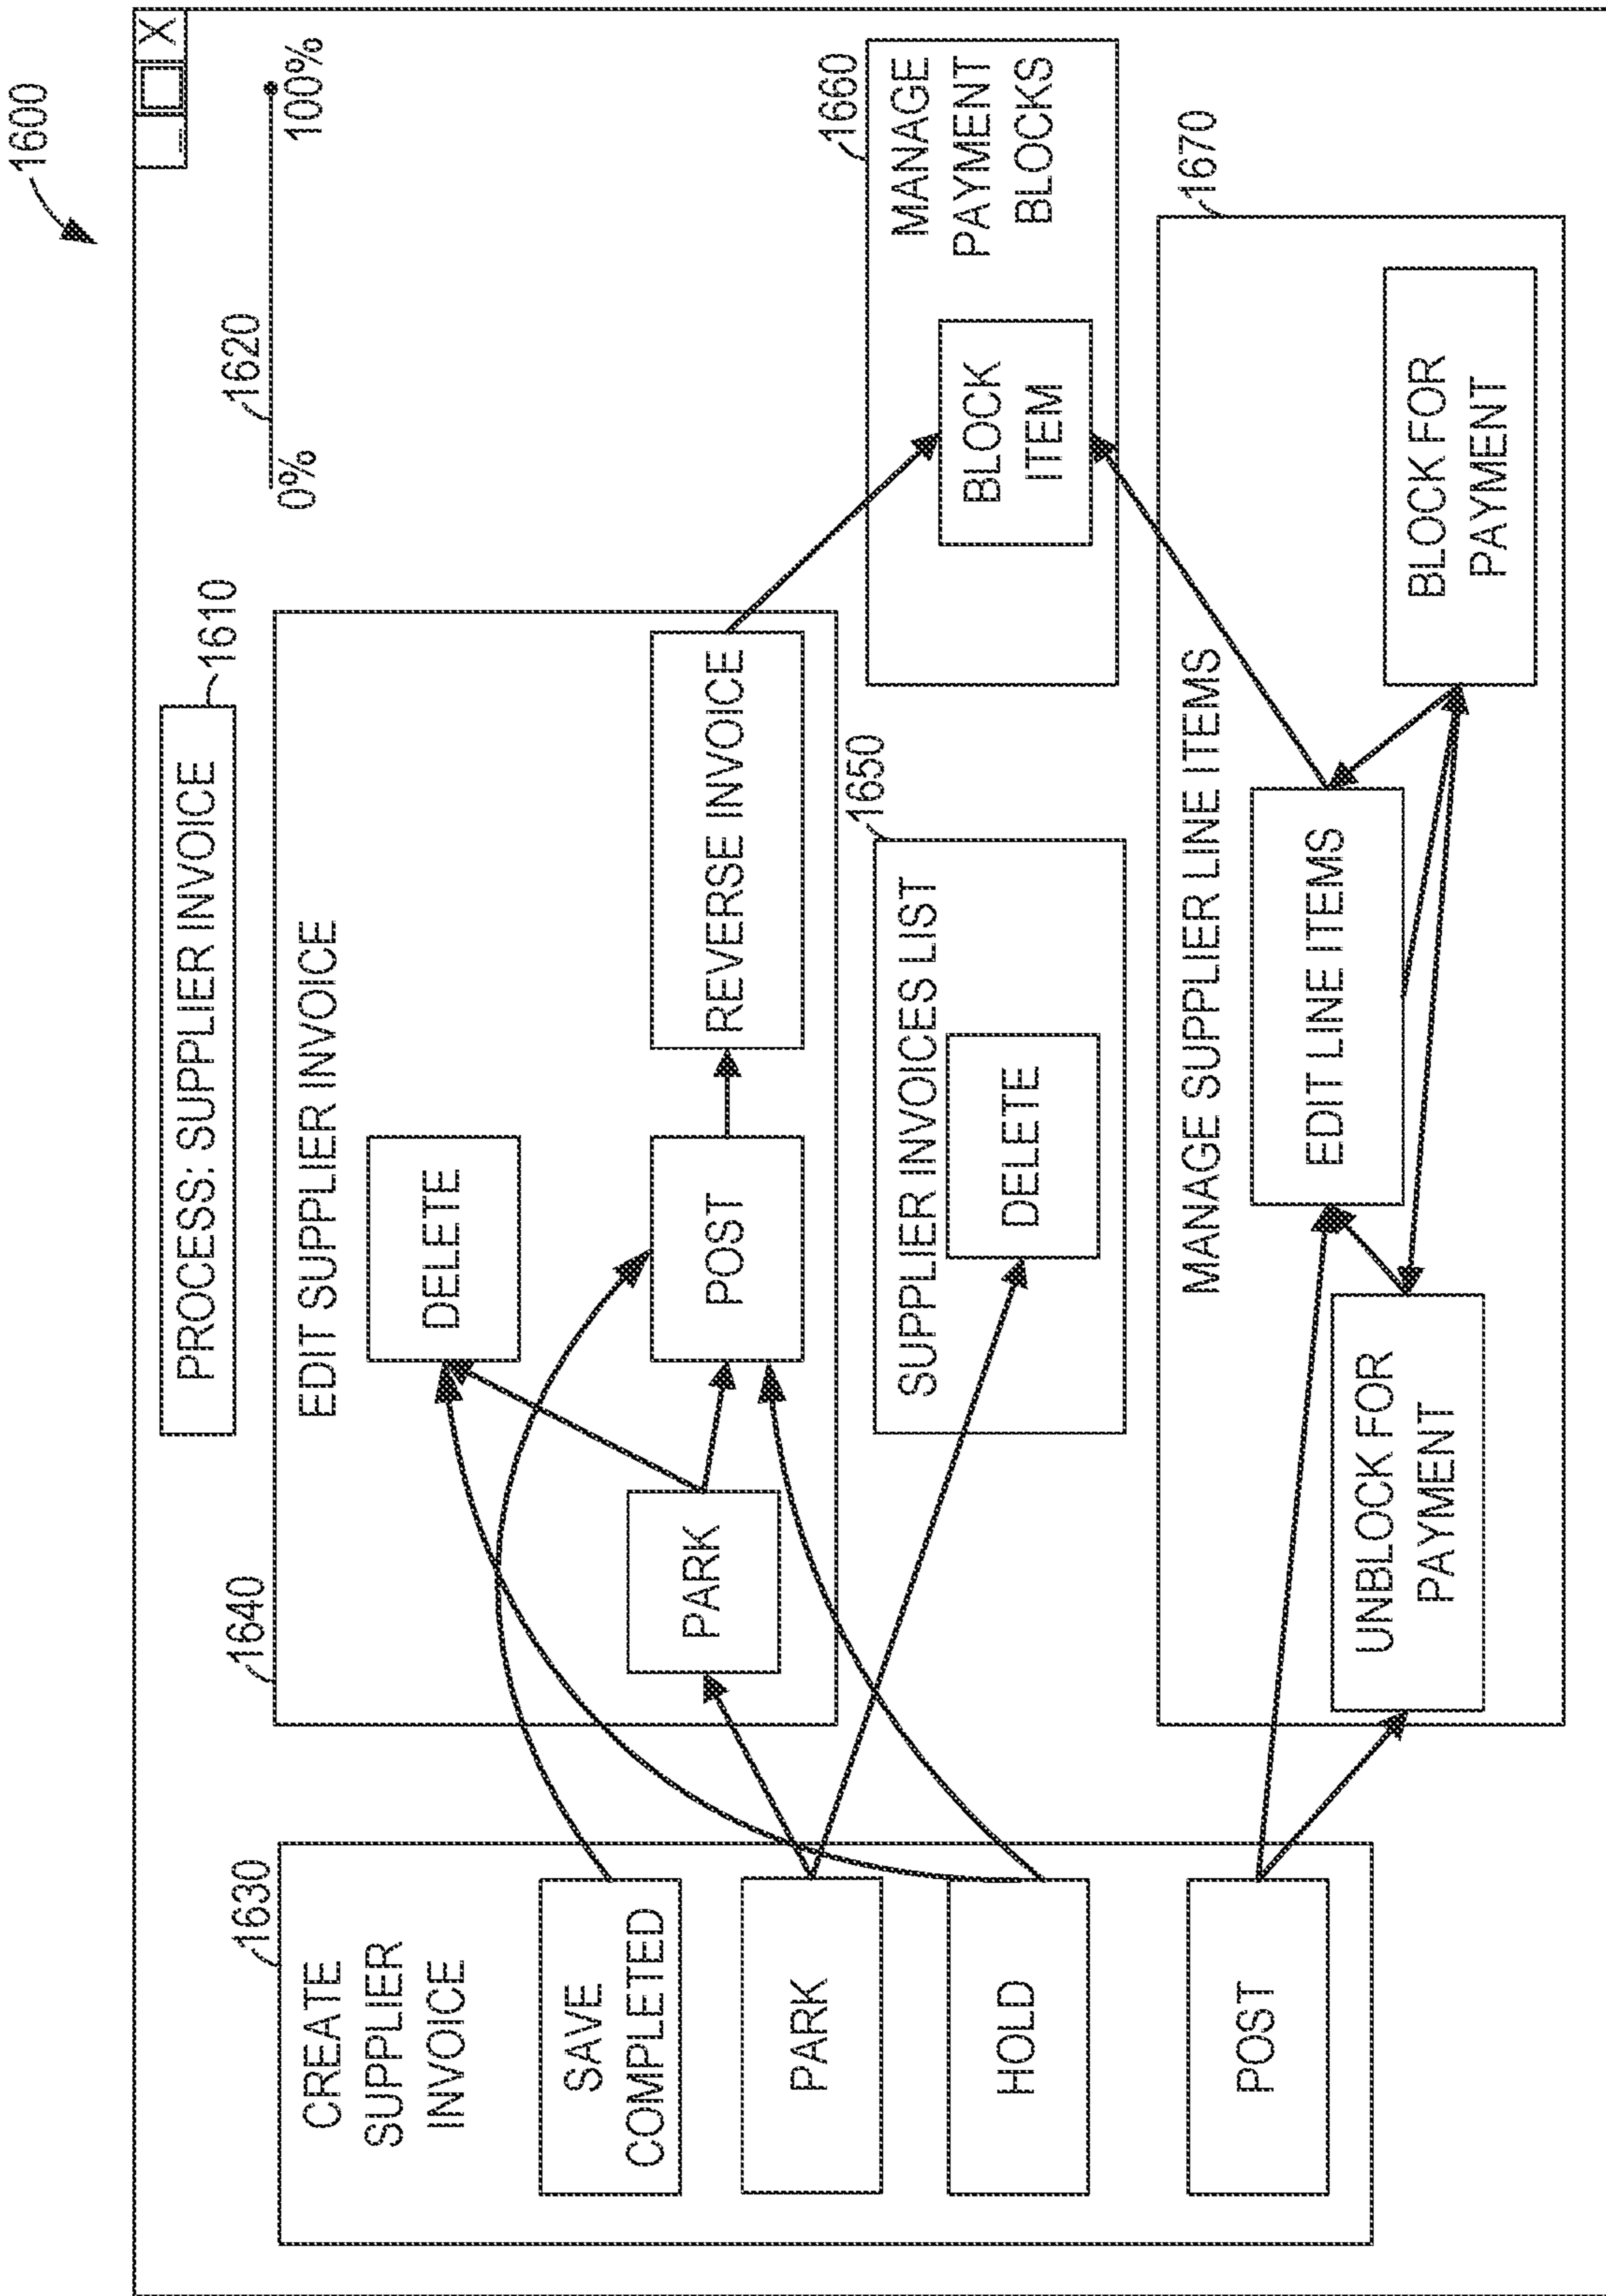 1600
_ X
PROCESS: SUPPLIER INVOICE
1610
1620
0%
100%
1630
CREATE
SUPPLIER
INVOICE
SAVE
COMPLETED
PARK
HOLD
POST
1640
EDIT SUPPLIER INVOICE
DELETE
PARK
POST
REVERSE INVOICE
1650
SUPPLIER INVOICES LIST
DELETE
1660
MANAGE
PAYMENT
BLOCKS
BLOCK
ITEM
1670
MANAGE SUPPLIER LINE ITEMS
EDIT LINE ITEMS
UNBLOCK FOR
PAYMENT
BLOCK FOR
PAYMENT